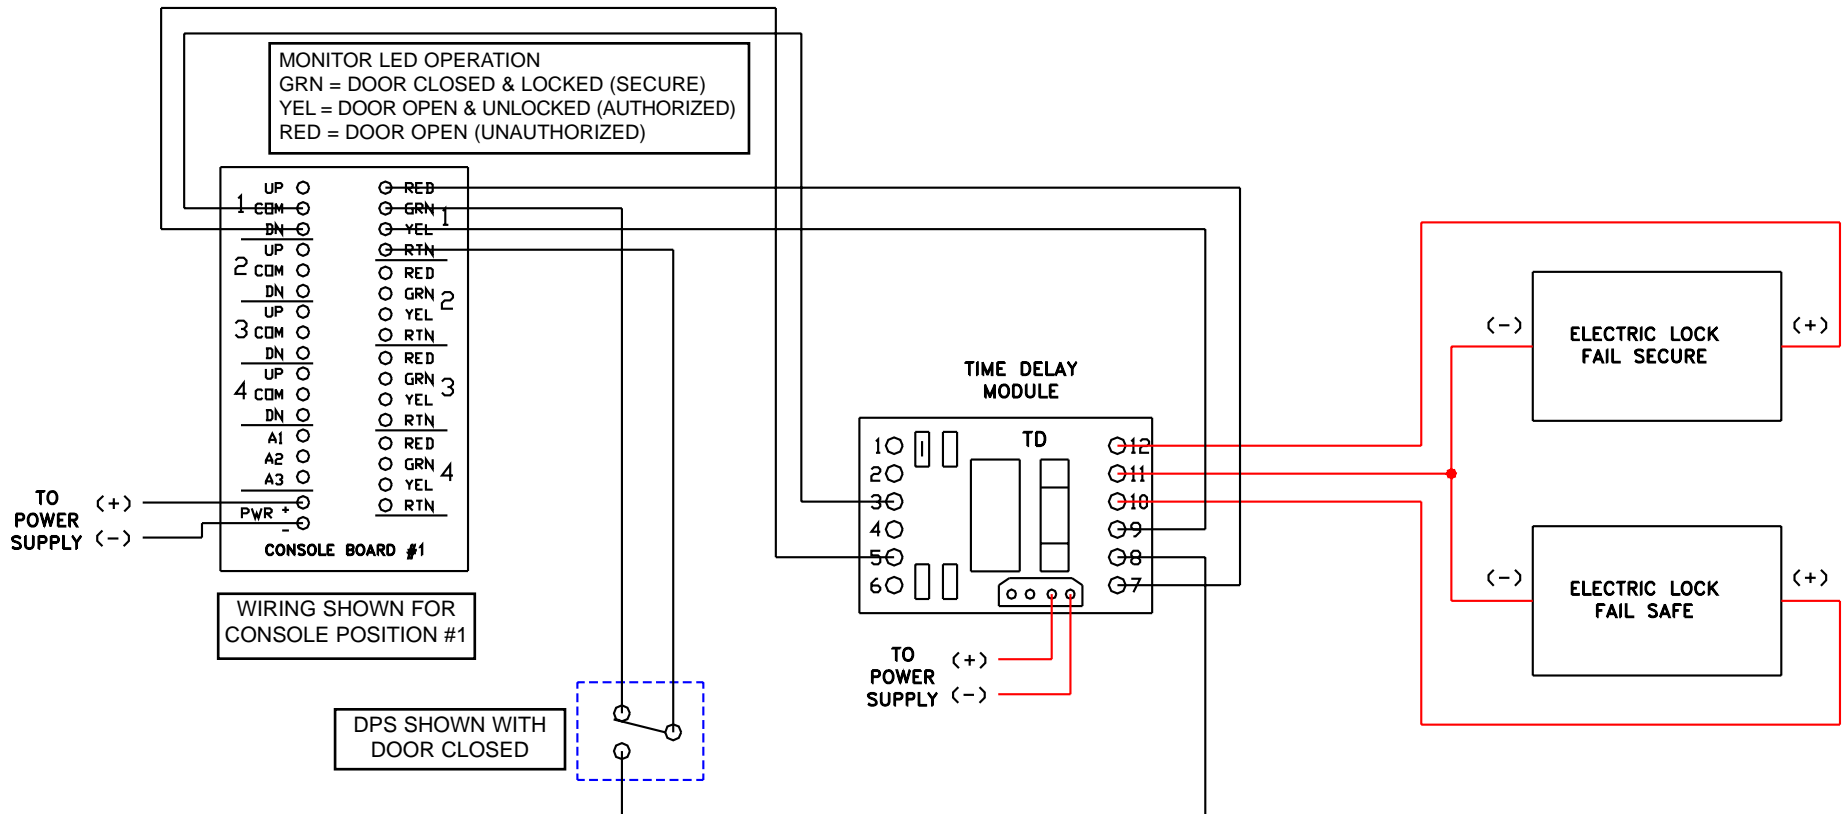 MONITOR LED OPERATION
GRN = DOOR CLOSED & LOCKED (SECURE)
YEL = DOOR OPEN & UNLOCKED (AUTHORIZED)
RED = DOOR OPEN (UNAUTHORIZED)
1
UP
COM
DN
2
UP
COM
DN
3
UP
COM
DN
4
UP
COM
DN
A1
A2
A3
PWR +
-
RED
GRN
YEL
RTN
1
RED
GRN
YEL
RTN
2
RED
GRN
YEL
RTN
3
RED
GRN
YEL
RTN
4
CONSOLE BOARD #1
TO POWER SUPPLY
(+)
(-)
WIRING SHOWN FOR
CONSOLE POSITION #1
DPS SHOWN WITH
DOOR CLOSED
TIME DELAY
MODULE
TD
1
2
3
4
5
6
12
11
10
9
8
7
TO
POWER
SUPPLY
(+)
(-)
(-)
ELECTRIC LOCK
FAIL SECURE
(+)
(-)
ELECTRIC LOCK
FAIL SAFE
(+)